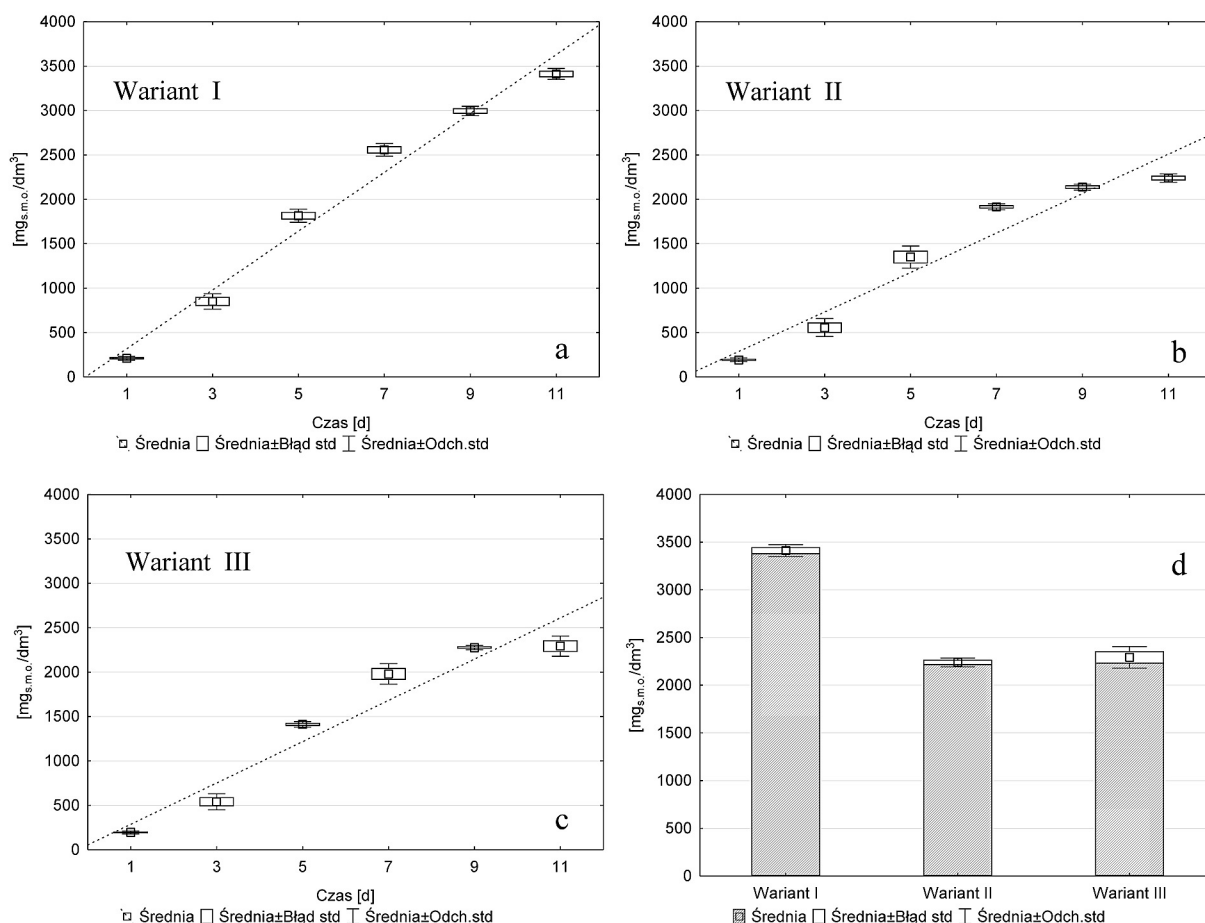 4000
3500
3000
2500
2000
1500
1000
500
0
[mg s.m.o./dm³]
Wariant I
a
1 3 5 7 9 11
Czas [d]
Średnia Średnia±Błąd std Średnia±Odch.std
4000
3500
3000
2500
2000
1500
1000
500
0
[mg s.m.o./dm³]
Wariant II
b
1 3 5 7 9 11
Czas [d]
Średnia Średnia±Błąd std Średnia±Odch.std
4000
3500
3000
2500
2000
1500
1000
500
0
[mg s.m.o./dm³]
Wariant III
c
1 3 5 7 9 11
Czas [d]
Średnia Średnia±Błąd std Średnia±Odch.std
4000
3500
3000
2500
2000
1500
1000
500
0
[mg s.m.o./dm³]
d
Wariant I Wariant II Wariant III
Średnia Średnia±Błąd std Średnia±Odch.std